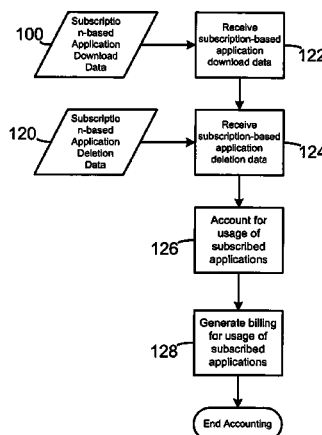 100
Subscriptio
n-based
Application
Download
Data
Receive
subscription-based
application
download data
122
120
Subscriptio
n-based
Application
Deletion
Data
Receive
subscription-based
application
deletion data
124
126
Account for
usage of
subscribed
applications
128
Generate billing
for usage of
subscribed
applications
End Accounting